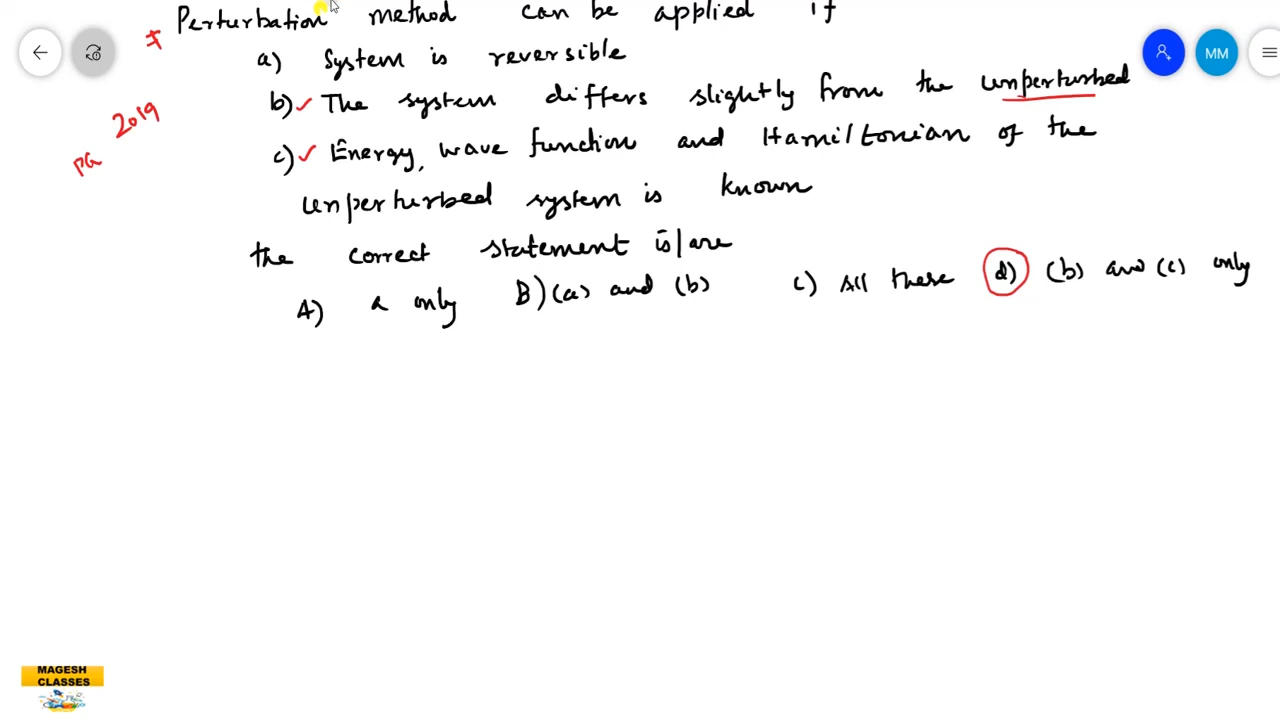 * Perturbation method can be applied if
a) System is reversible
b) ✓ The system differs slightly from the unperturbed
PG 2019
c) ✓ Energy, wave function and Hamiltonian of the
unperturbed system is known
the correct statement is/are
A) a only B) (a) and (b) c) All these d) (b) and (c) only
MM
MAGESH
CLASSES